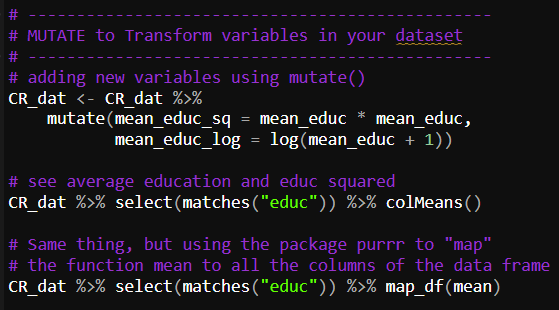 # -------------------------------------------
# MUTATE to Transform variables in your dataset
# -------------------------------------------
# adding new variables using mutate()
CR_dat <- CR_dat %>%
    mutate(mean_educ_sq = mean_educ * mean_educ,
           mean_educ_log = log(mean_educ + 1))

# see average education and educ squared
CR_dat %>% select(matches("educ")) %>% colMeans()

# Same thing, but using the package purrr to "map"
# the function mean to all the columns of the data frame
CR_dat %>% select(matches("educ")) %>% map_df(mean)